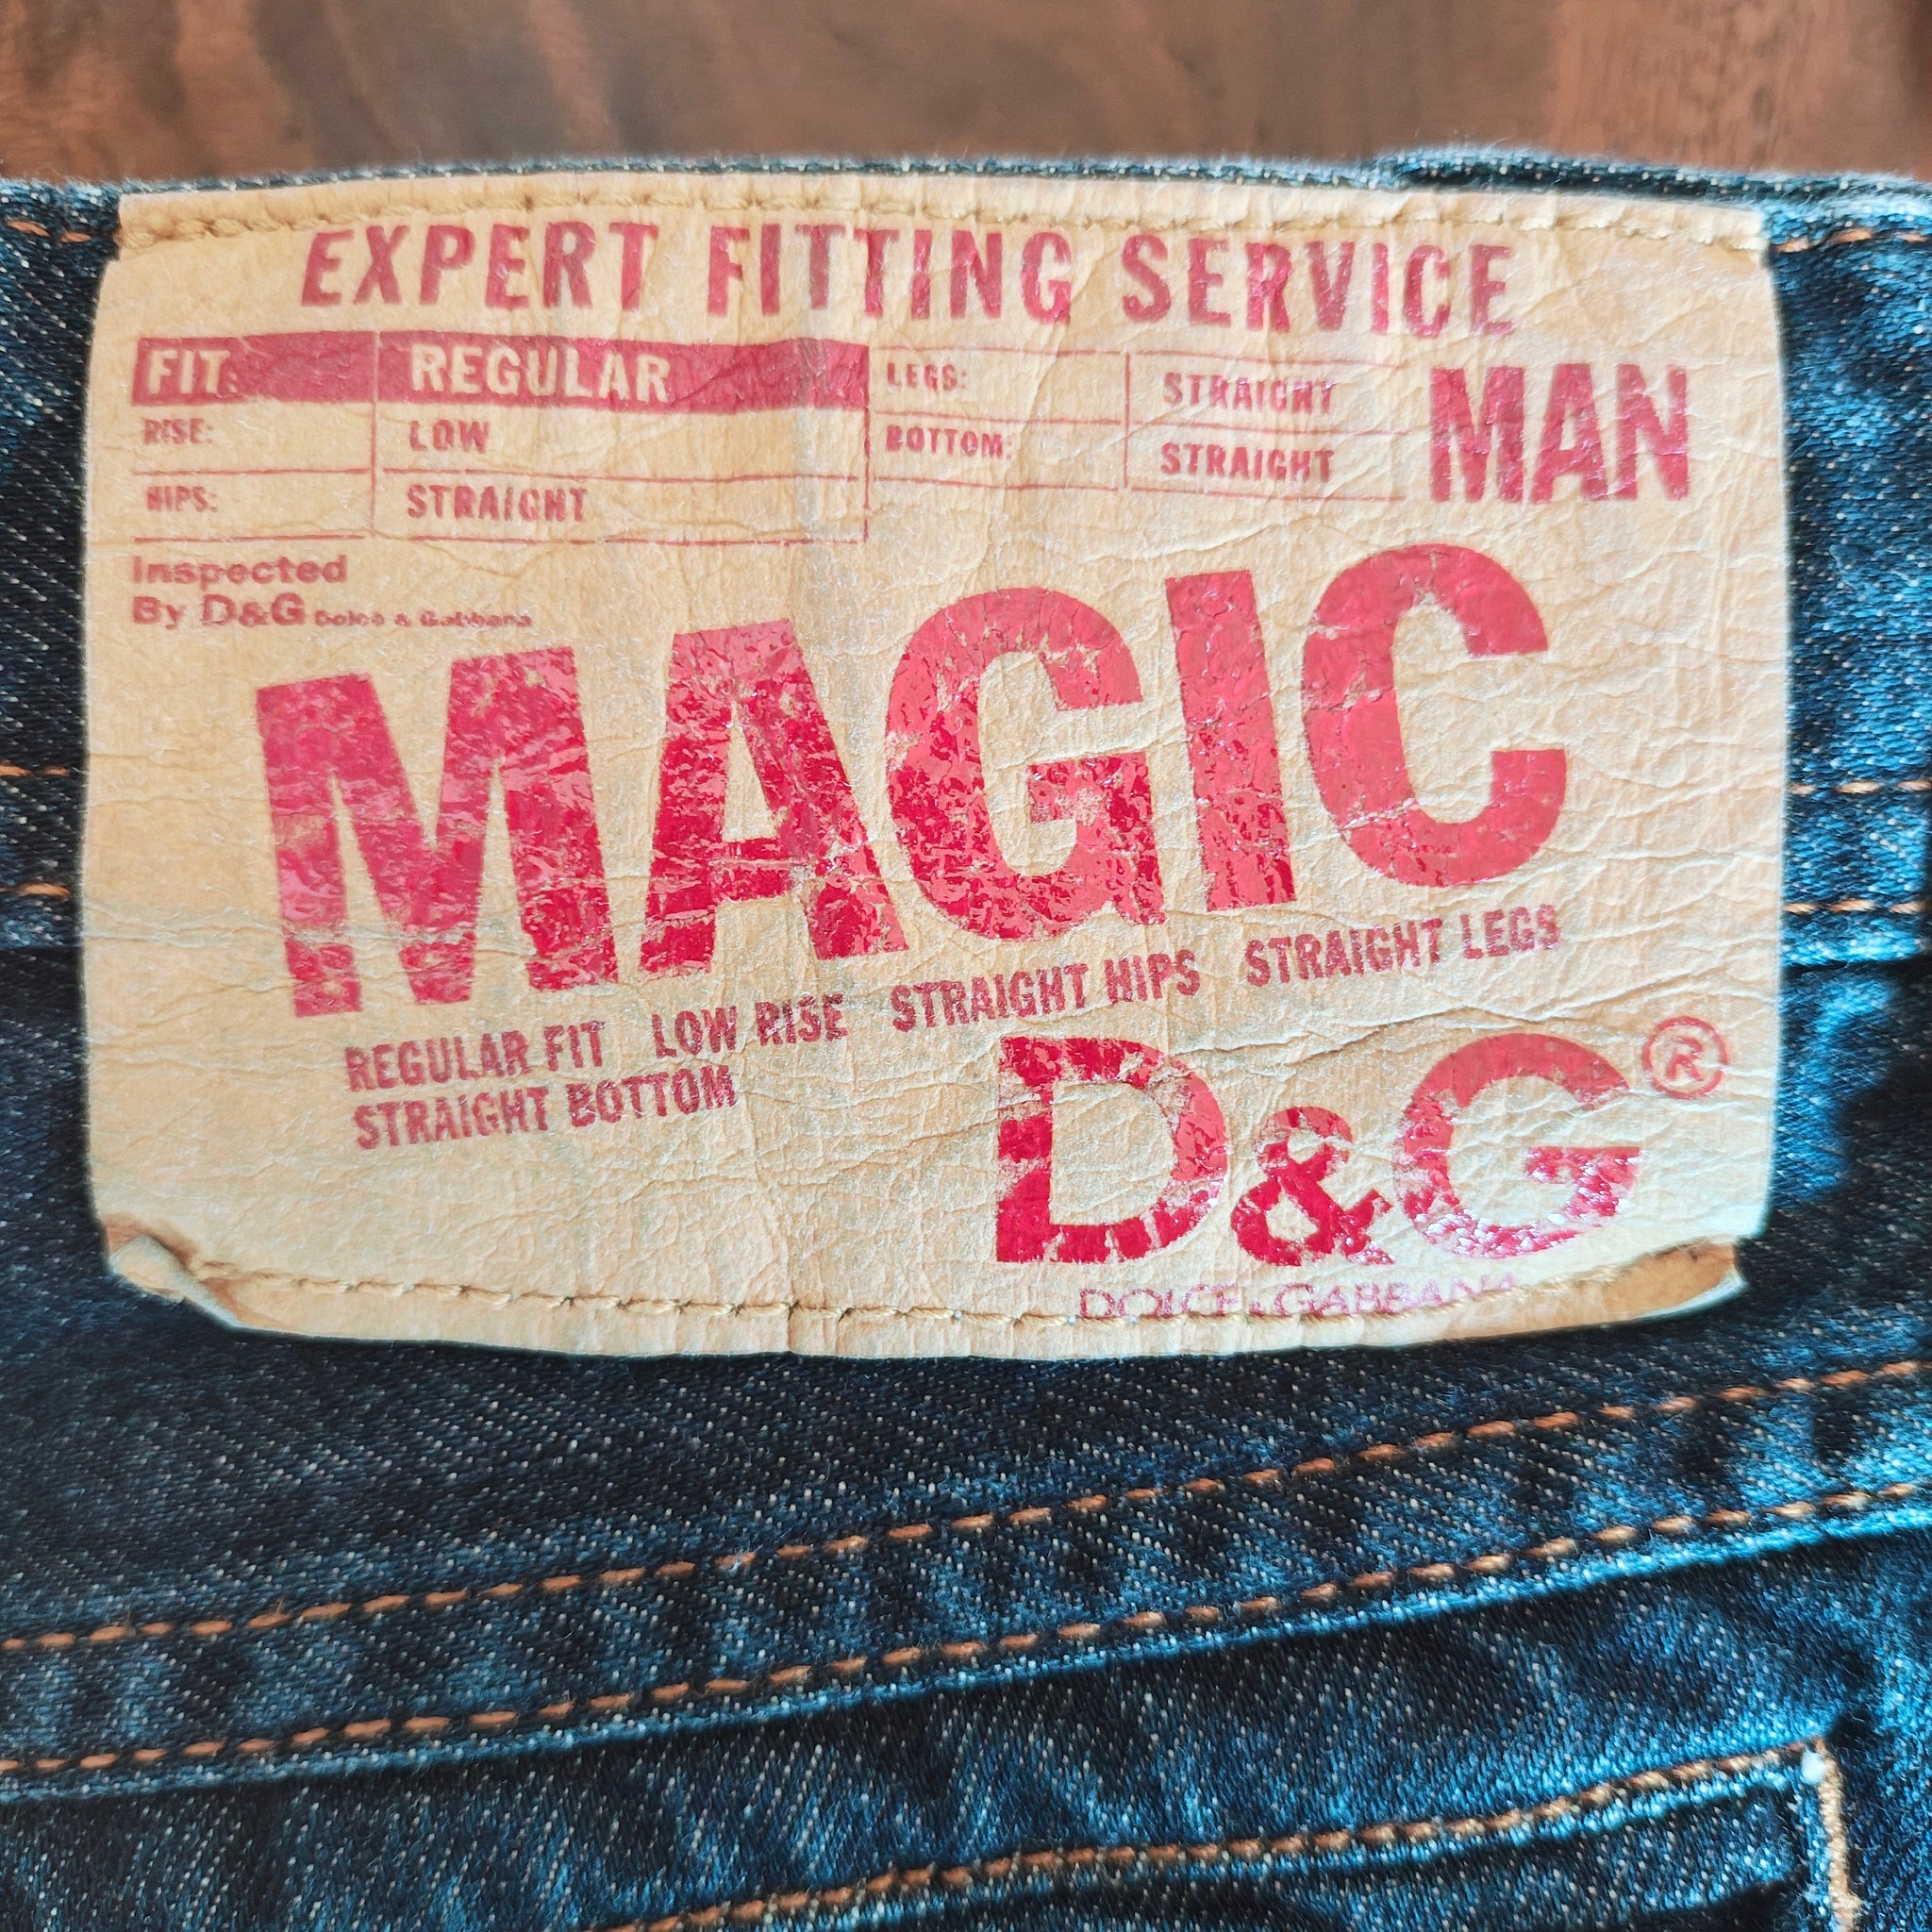 EXPERT FITTING SERVICE
FIT: REGULAR
RISE: LOW
HIPS: STRAIGHT
LEGS: STRAIGHT
BOTTOM: STRAIGHT
MAN
Inspected
By D&G Dolce & Gabbana
MAGIC
REGULAR FIT LOW RISE STRAIGHT HIPS STRAIGHT LEGS
STRAIGHT BOTTOM
D&G®
DOLCE & GABBANA